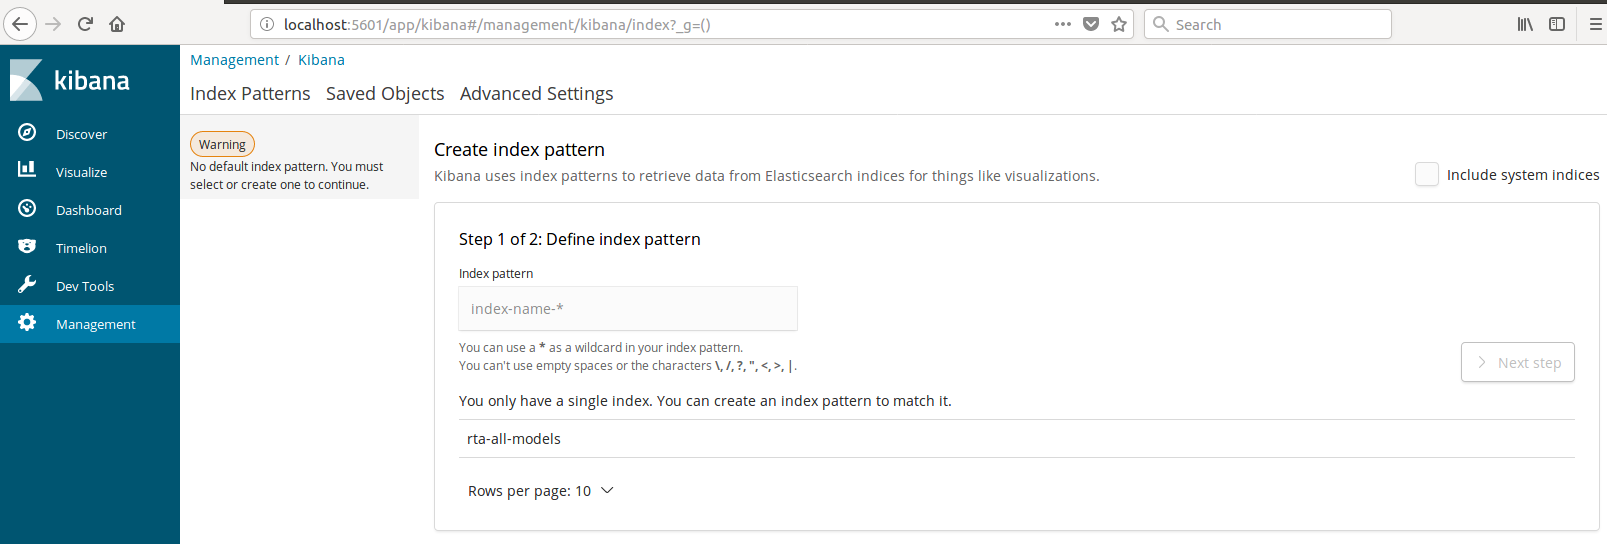 localhost:5601/app/kibana#/management/kibana/index?_g=()
Search
kibana
Discover
Visualize
Dashboard
Timelion
Dev Tools
Management
Management / Kibana
Index Patterns Saved Objects Advanced Settings
Warning
No default index pattern. You must
select or create one to continue.
Create index pattern
Kibana uses index patterns to retrieve data from Elasticsearch indices for things like visualizations.
Include system indices
Step 1 of 2: Define index pattern
Index pattern
index-name-*
You can use a * as a wildcard in your index pattern.
You can't use empty spaces or the characters \, /, ?, ", <, >, |.
Next step
You only have a single index. You can create an index pattern to match it.
rta-all-models
Rows per page: 10